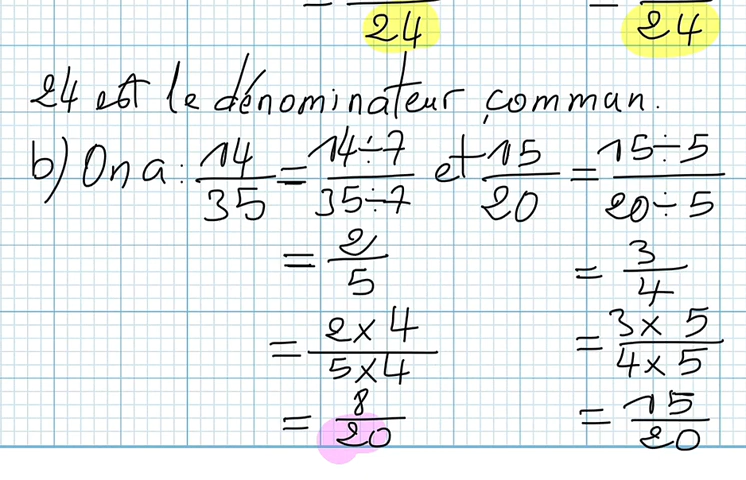 = 24 = 24
24 est le dénominateur comman.
b) On a : 14/35 = 14÷7/35÷7 et 15/20 = 15÷5/20÷5
= 2/5 = 3/4
= 2×4/5×4 = 3×5/4×5
= 8/20 = 15/20